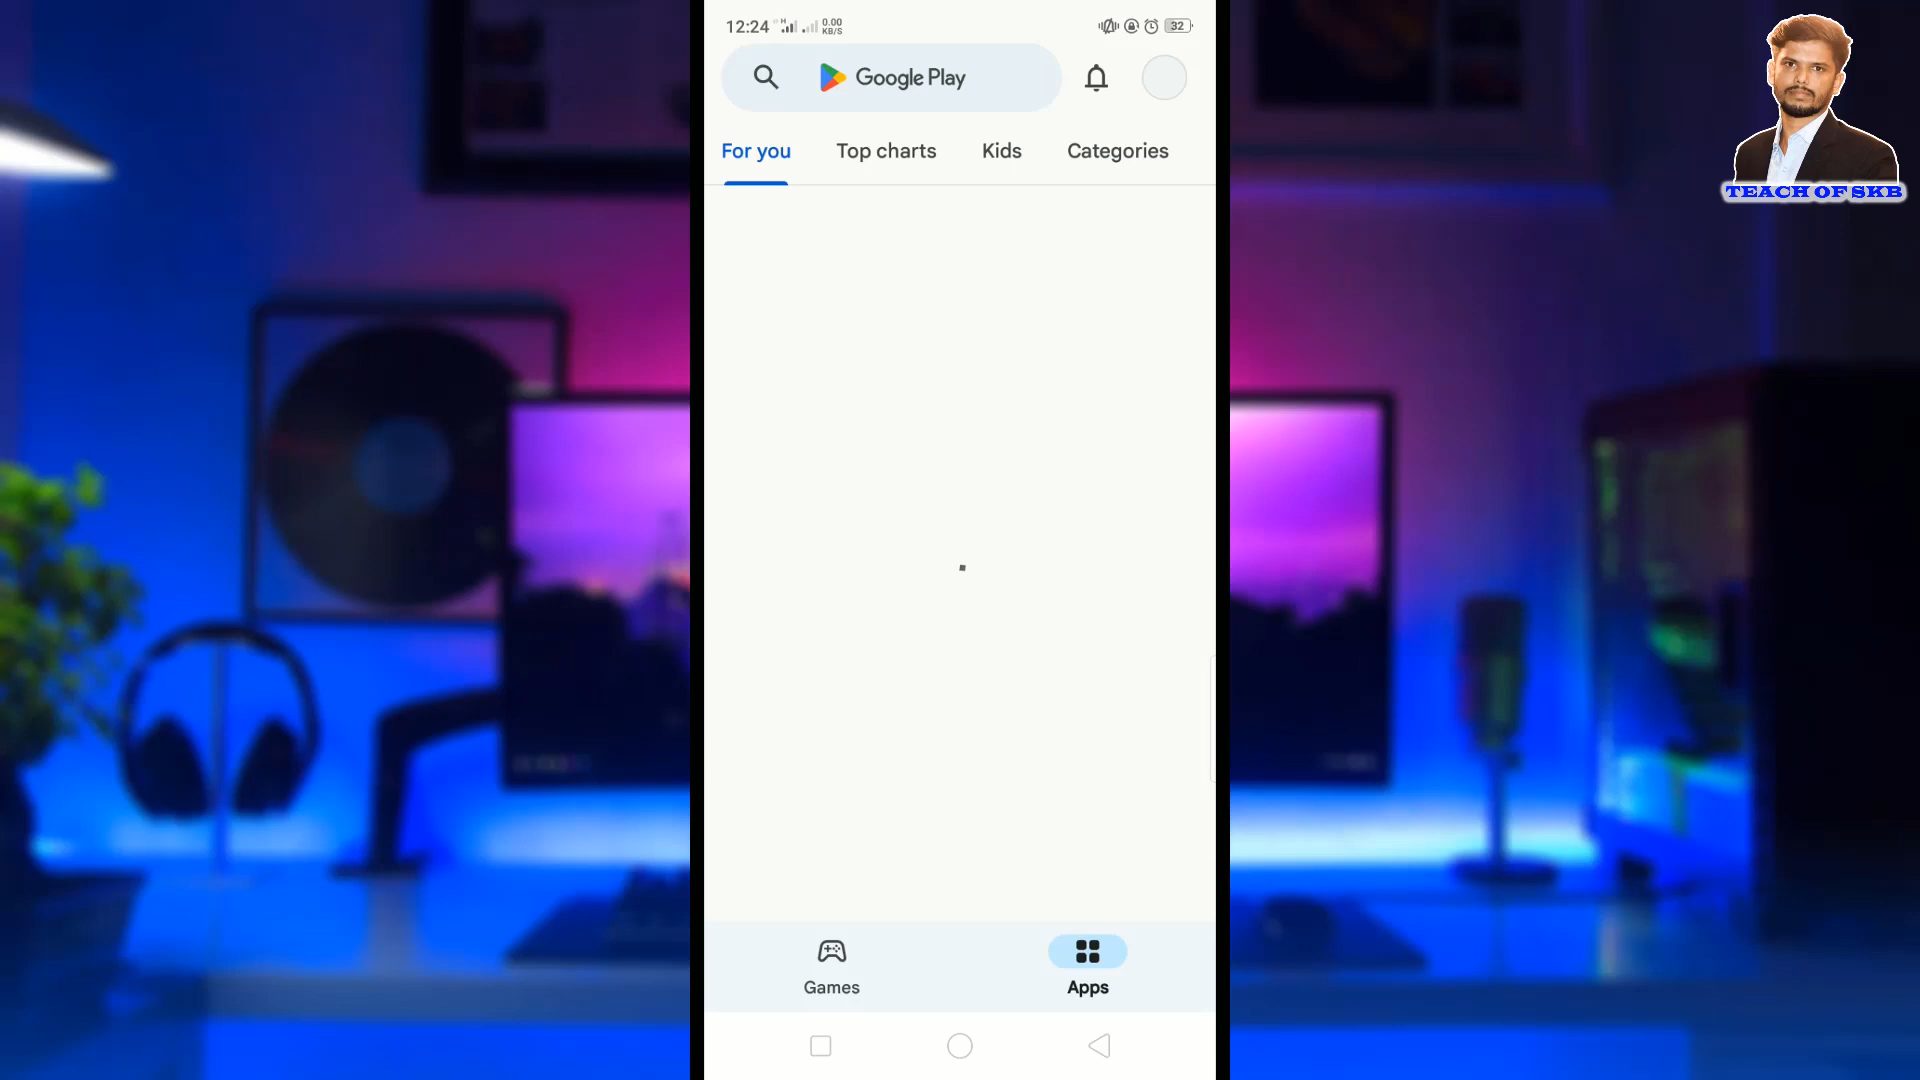 12:24 H 0.00 KB/S 32
Google Play
For you Top charts Kids Categories
Games Apps
TEACH OF SKB